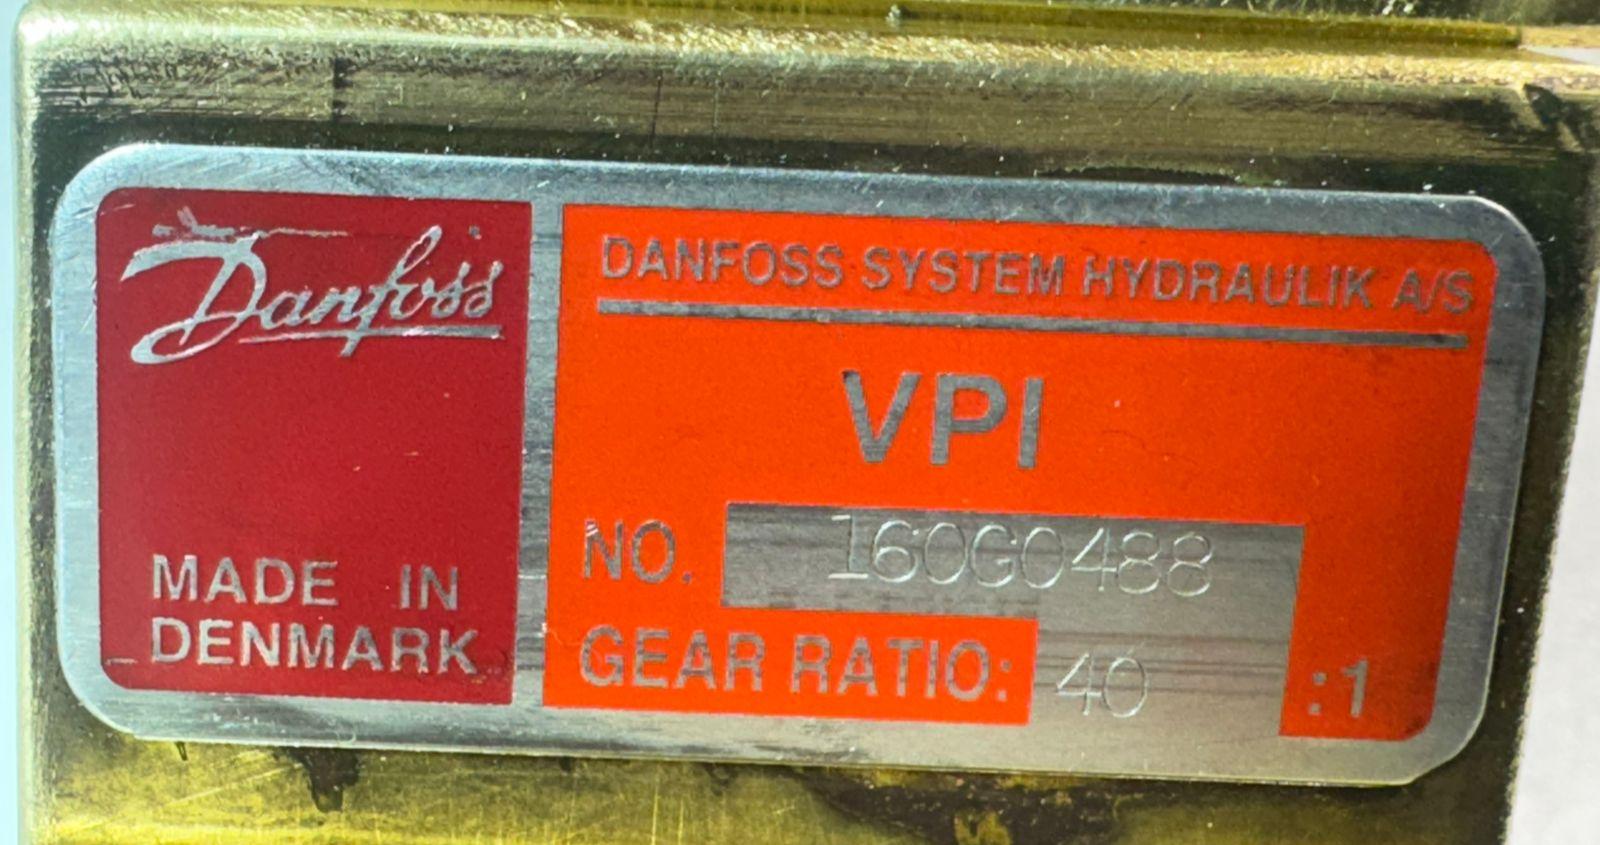 Danfoss
MADE IN
DENMARK
DANFOSS SYSTEM HYDRAULIK A/S
VPI
NO. 160G0488
GEAR RATIO: 40 :1